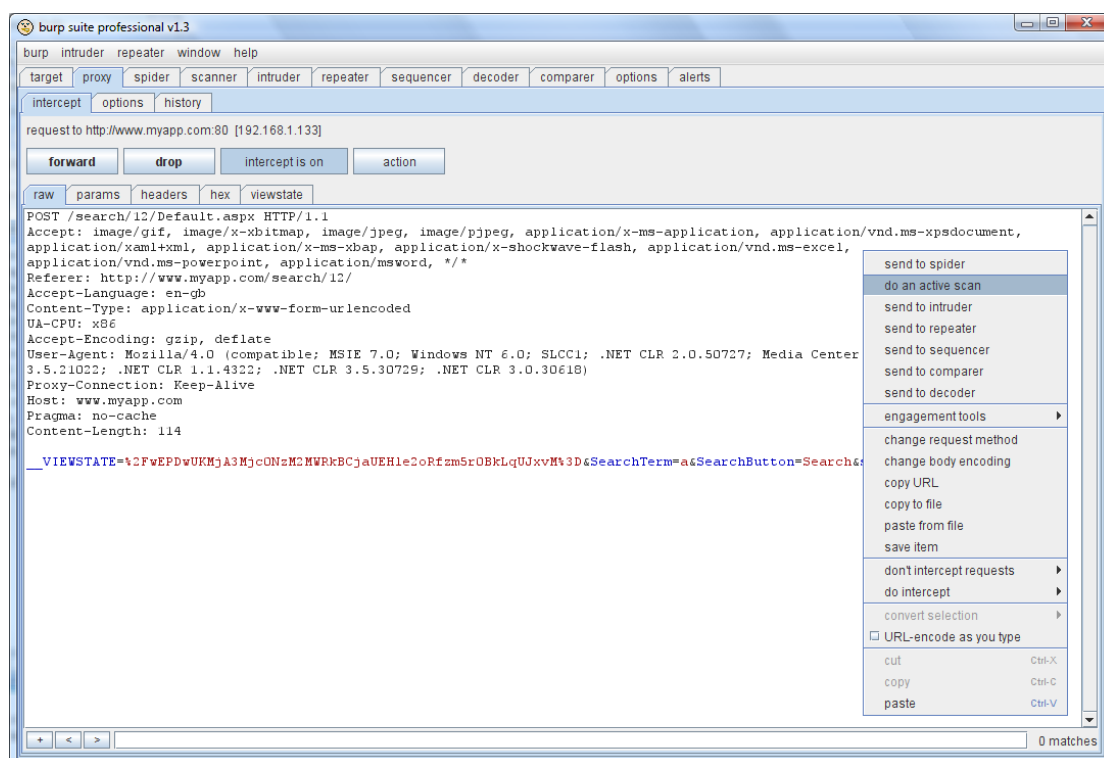 burp suite professional v1.3
burp intruder repeater window help
target proxy spider scanner intruder repeater sequencer decoder comparer options alerts
intercept options history
request to http://www.myapp.com:80 [192.168.1.133]
forward drop intercept is on action
raw params headers hex viewstate
POST /search/12/Default.aspx HTTP/1.1
Accept: image/gif, image/x-xbitmap, image/jpeg, image/pjpeg, application/x-ms-application, application/vnd.ms-xpsdocument,
application/xaml+xml, application/x-ms-xbap, application/x-shockwave-flash, application/vnd.ms-excel,
application/vnd.ms-powerpoint, application/msword, */*
Referer: http://www.myapp.com/search/12/
Accept-Language: en-gb
Content-Type: application/x-www-form-urlencoded
UA-CPU: x86
Accept-Encoding: gzip, deflate
User-Agent: Mozilla/4.0 (compatible; MSIE 7.0; Windows NT 6.0; SLCC1; .NET CLR 2.0.50727; Media Center
3.5.21022; .NET CLR 1.1.4322; .NET CLR 3.5.30729; .NET CLR 3.0.30618)
Proxy-Connection: Keep-Alive
Host: www.myapp.com
Pragma: no-cache
Content-Length: 114
__VIEWSTATE=%2FwEPDwUKMjA3MjcONzM2MWRkBCjaUEHle2oRfzm5rOBkLqUJxvM%3D&SearchTerm=a&SearchButton=Search&
send to spider
do an active scan
send to intruder
send to repeater
send to sequencer
send to comparer
send to decoder
engagement tools
change request method
change body encoding
copy URL
copy to file
paste from file
save item
don't intercept requests
do intercept
convert selection
URL-encode as you type
cut Ctrl-X
copy Ctrl-C
paste Ctrl-V
+ < > 0 matches